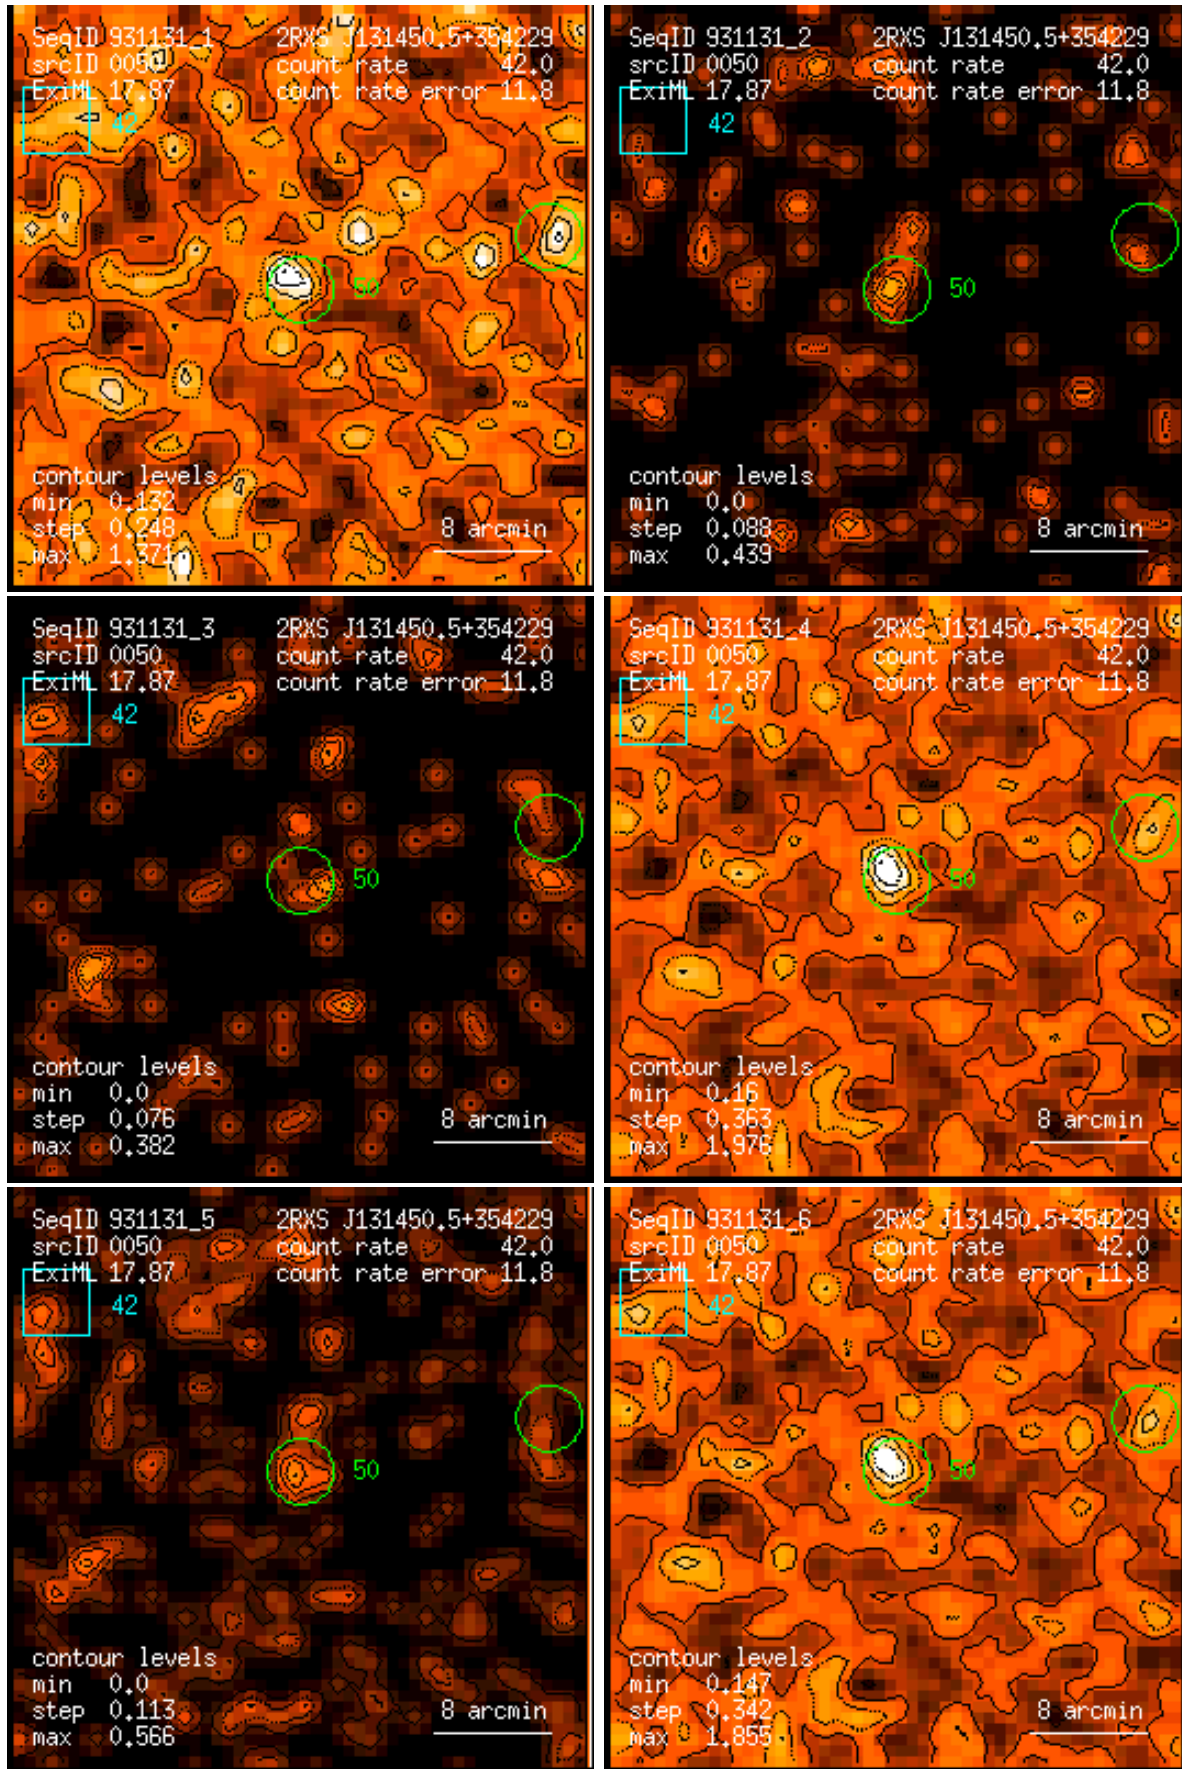 SeqID 931131_1 2RXS J131450.5+354229
srcID 0050 count rate 42.0
ExiML 17.87 count rate error 11.8
42
50
contour levels
min 0.132
step 0.248
max 1.371
8 arcmin
SeqID 931131_2 2RXS J131450.5+354229
srcID 0050 count rate 42.0
ExiML 17.87 count rate error 11.8
42
50
contour levels
min 0.0
step 0.088
max 0.439
8 arcmin
SeqID 931131_3 2RXS J131450.5+354229
srcID 0050 count rate 42.0
ExiML 17.87 count rate error 11.8
42
50
contour levels
min 0.0
step 0.076
max 0.382
8 arcmin
SeqID 931131_4 2RXS J131450.5+354229
srcID 0050 count rate 42.0
ExiML 17.87 count rate error 11.8
42
50
contour levels
min 0.16
step 0.363
max 1.976
8 arcmin
SeqID 931131_5 2RXS J131450.5+354229
srcID 0050 count rate 42.0
ExiML 17.87 count rate error 11.8
42
50
contour levels
min 0.0
step 0.113
max 0.566
8 arcmin
SeqID 931131_6 2RXS J131450.5+354229
srcID 0050 count rate 42.0
ExiML 17.87 count rate error 11.8
42
50
contour levels
min 0.147
step 0.342
max 1.855
8 arcmin